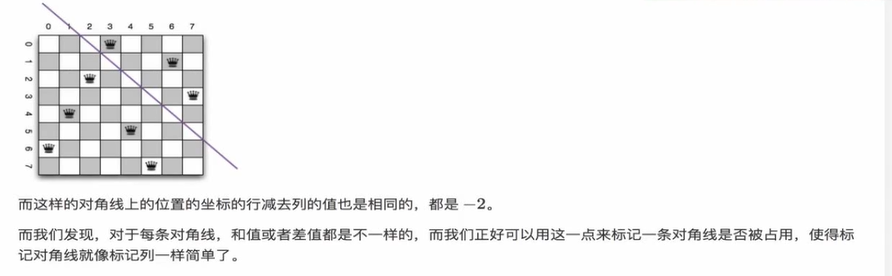 0 1 2 3 4 5 6 7
0
1
2
3
4
5
6
7
而这样的对角线上的位置的坐标的行减去列的值也是相同的，都是 −2。
而我们发现，对于每条对角线，和值或者差值都是不一样的，而我们正好可以用这一点来标记一条对角线是否被占用，使得标
记对角线就像标记列一样简单了。